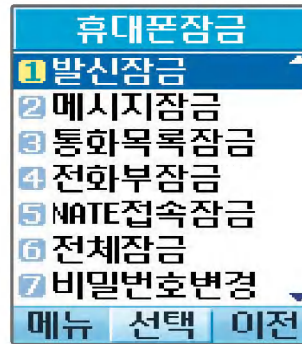 휴대폰잠금
1 발신잠금
2 메시지잠금
3 통화목록잠금
4 전화부잠금
5 NATE접속잠금
6 전체잠금
7 비밀번호변경
메뉴 선택 이전